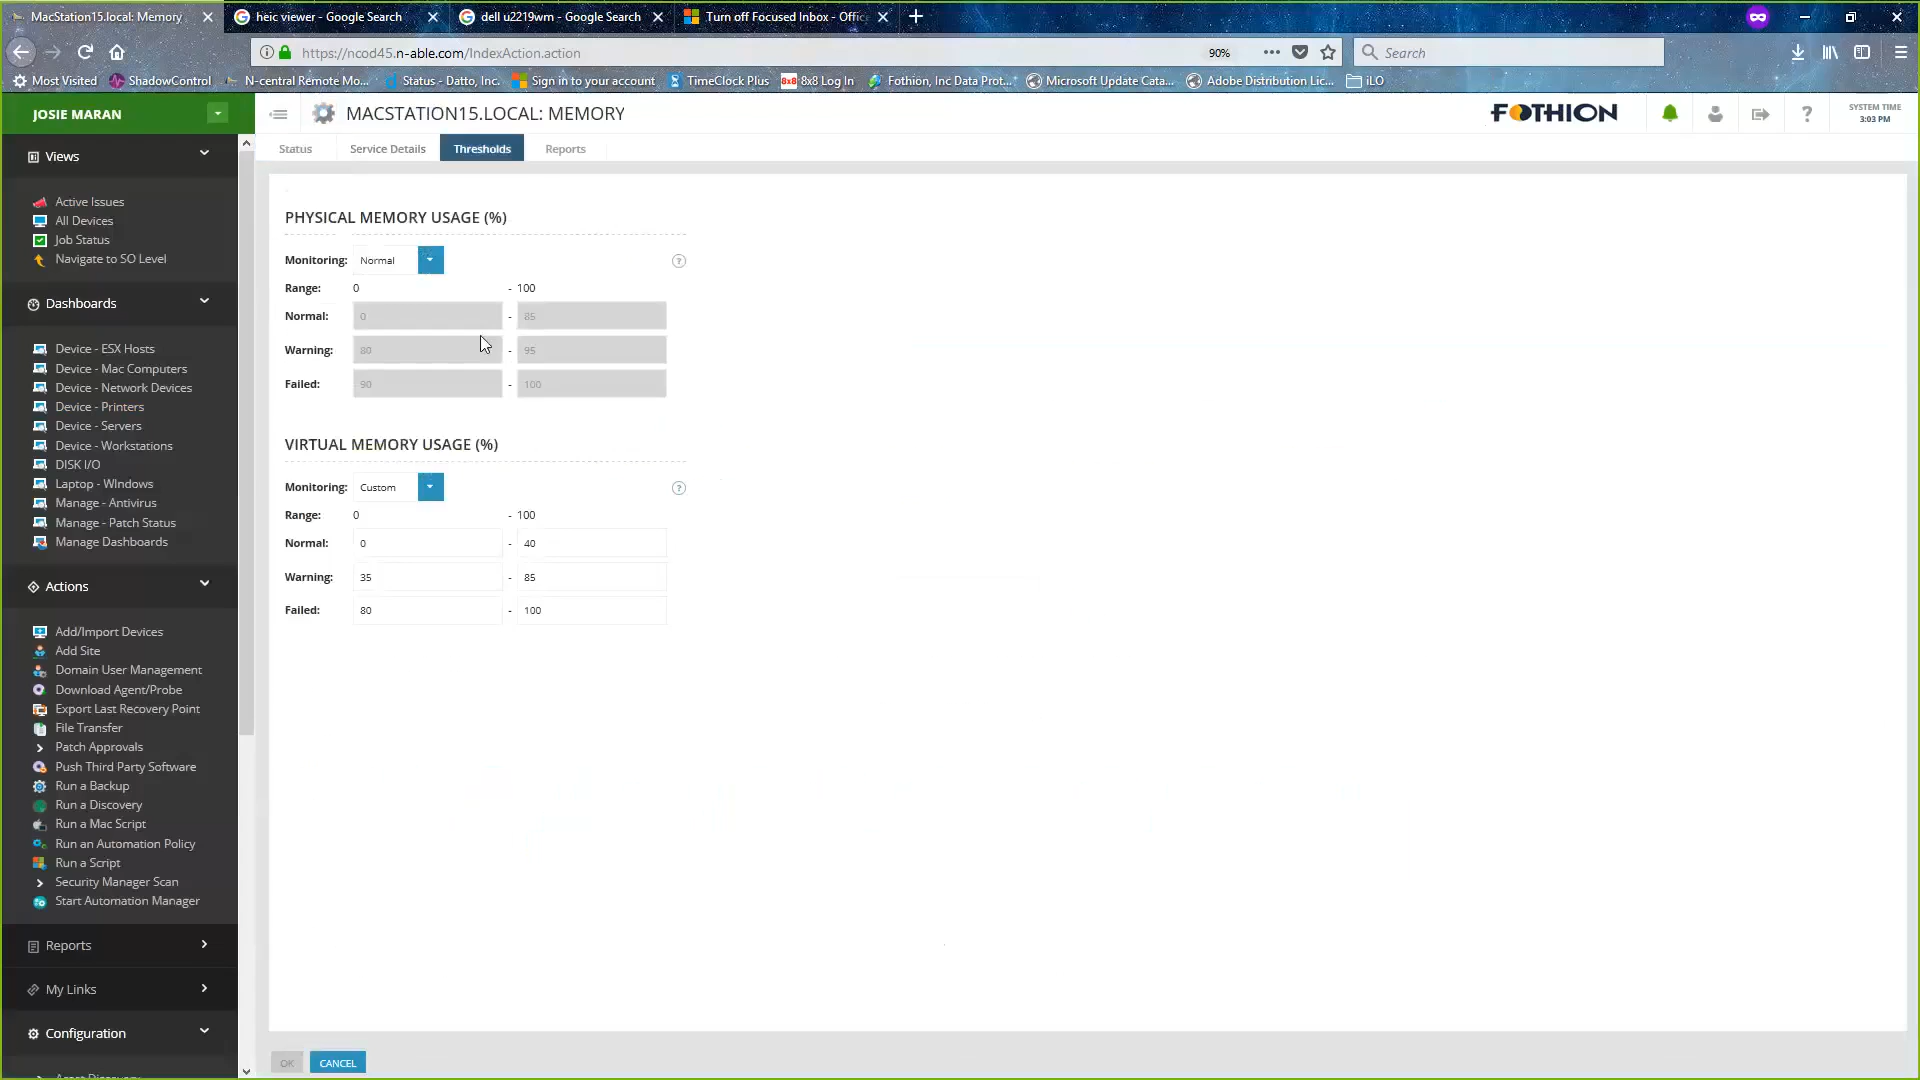 MacStation15.local: Memory
heic viewer - Google Search
dell u2219wm - Google Search
Turn off Focused Inbox - Offic
https://ncod45.n-able.com/IndexAction.action
90%
Search
Most Visited
ShadowControl
N-central Remote Mo...
Status - Datto, Inc.
Sign in to your account
TimeClock Plus
8x8 8x8 Log In
Fothion, Inc Data Prot...
Microsoft Update Cata...
Adobe Distribution Lic...
iLO
JOSIE MARAN
MACSTATION15.LOCAL: MEMORY
FOTHION
?
SYSTEM TIME
3:03 PM
Status
Service Details
Thresholds
Reports
Views
Active Issues
All Devices
Job Status
Navigate to SO Level
Dashboards
Device - ESX Hosts
Device - Mac Computers
Device - Network Devices
Device - Printers
Device - Servers
Device - Workstations
DISK I/O
Laptop - WIndows
Manage - Antivirus
Manage - Patch Status
Manage Dashboards
Actions
Add/Import Devices
Add Site
Domain User Management
Download Agent/Probe
Export Last Recovery Point
File Transfer
Patch Approvals
Push Third Party Software
Run a Backup
Run a Discovery
Run a Mac Script
Run an Automation Policy
Run a Script
Security Manager Scan
Start Automation Manager
Reports
My Links
Configuration
PHYSICAL MEMORY USAGE (%)
Monitoring: Normal ?
Range: 0 - 100
Normal: 0 - 85
Warning: 80 - 95
Failed: 90 - 100
VIRTUAL MEMORY USAGE (%)
Monitoring: Custom ?
Range: 0 - 100
Normal: 0 - 40
Warning: 35 - 85
Failed: 80 - 100
OK
CANCEL